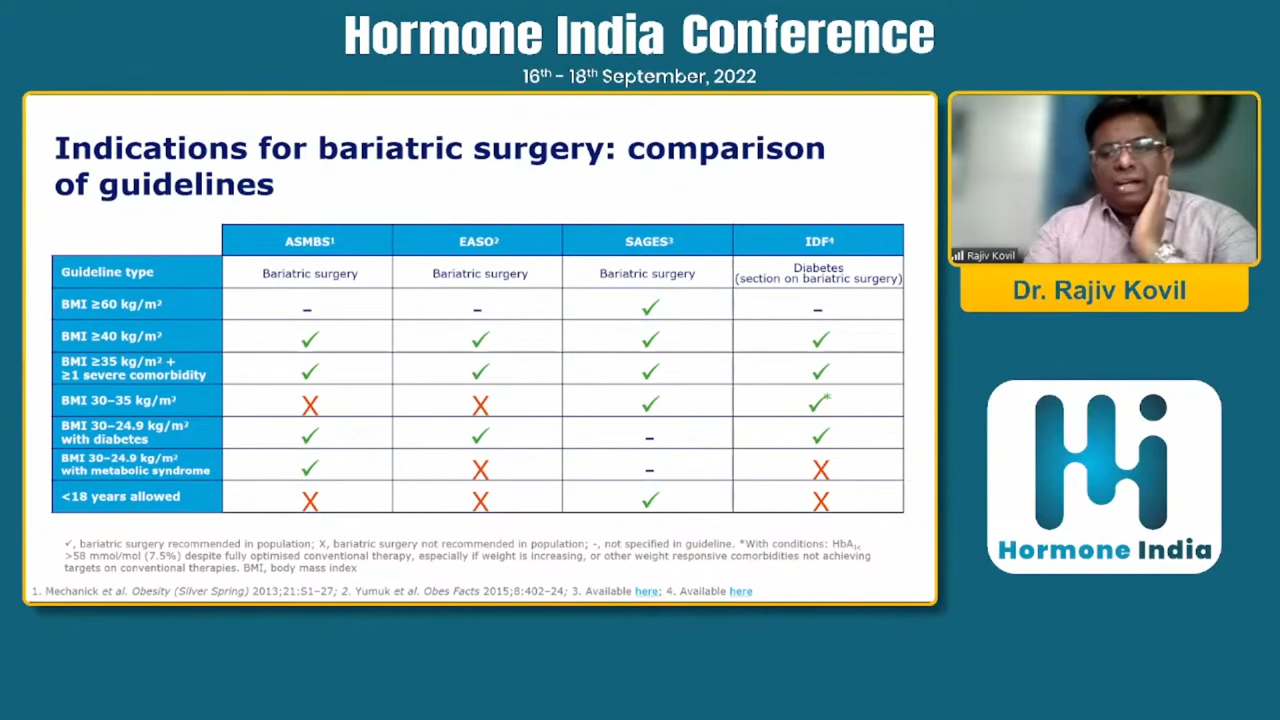 Hormone India Conference
16th - 18th September, 2022
Indications for bariatric surgery: comparison
of guidelines
ASMBS¹ EASO² SAGES³ IDF⁴
Guideline type Bariatric surgery Bariatric surgery Bariatric surgery Diabetes
(section on bariatric surgery)
BMI ≥60 kg/m² – – ✓ –
BMI ≥40 kg/m² ✓ ✓ ✓ ✓
BMI ≥35 kg/m² +
≥1 severe comorbidity ✓ ✓ ✓ ✓
BMI 30–35 kg/m² X X ✓ ✓*
BMI 30–24.9 kg/m²
with diabetes ✓ ✓ – ✓
BMI 30–24.9 kg/m²
with metabolic syndrome ✓ X – X
<18 years allowed X X ✓ X
✓, bariatric surgery recommended in population; X, bariatric surgery not recommended in population; -, not specified in guideline. *With conditions: HbA1c
>58 mmol/mol (7.5%) despite fully optimised conventional therapy, especially if weight is increasing, or other weight responsive comorbidities not achieving
targets on conventional therapies. BMI, body mass index
1. Mechanick et al. Obesity (Silver Spring) 2013;21:S1–27; 2. Yumuk et al. Obes Facts 2015;8:402–24; 3. Available here; 4. Available here
Rajiv Kovil
Dr. Rajiv Kovil
Hi
Hormone India